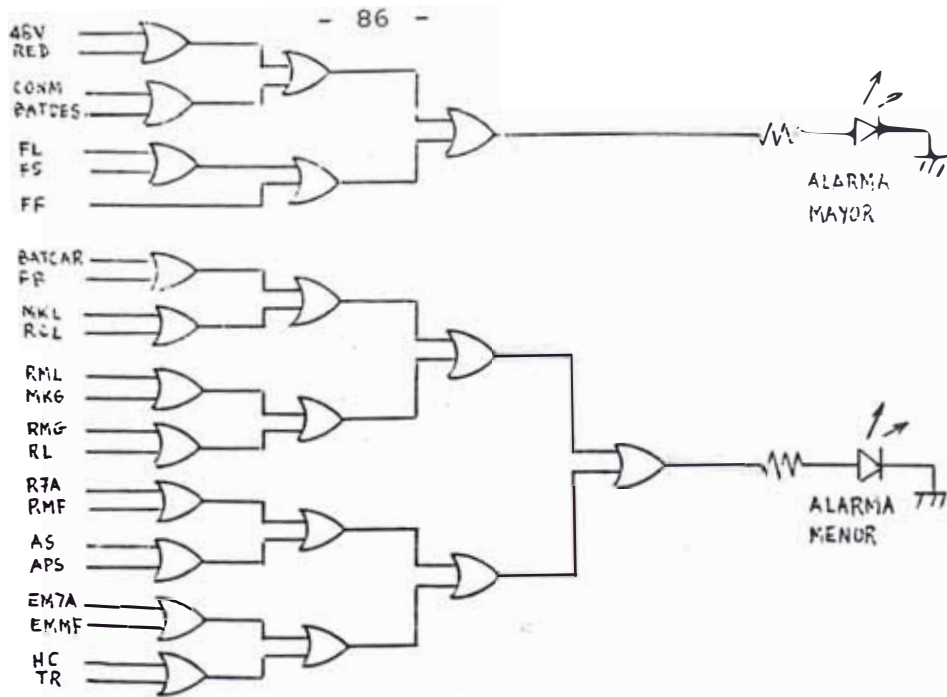 - 86 -
48V
RED
CONM
BATDES
FL
FS
FF
ALARMA
MAYOR
BATCAR
FR
MKL
RCL
RML
MKG
RMG
RL
R7A
RMF
AS
APS
EM7A
EMMF
HC
TR
ALARMA
MENOR